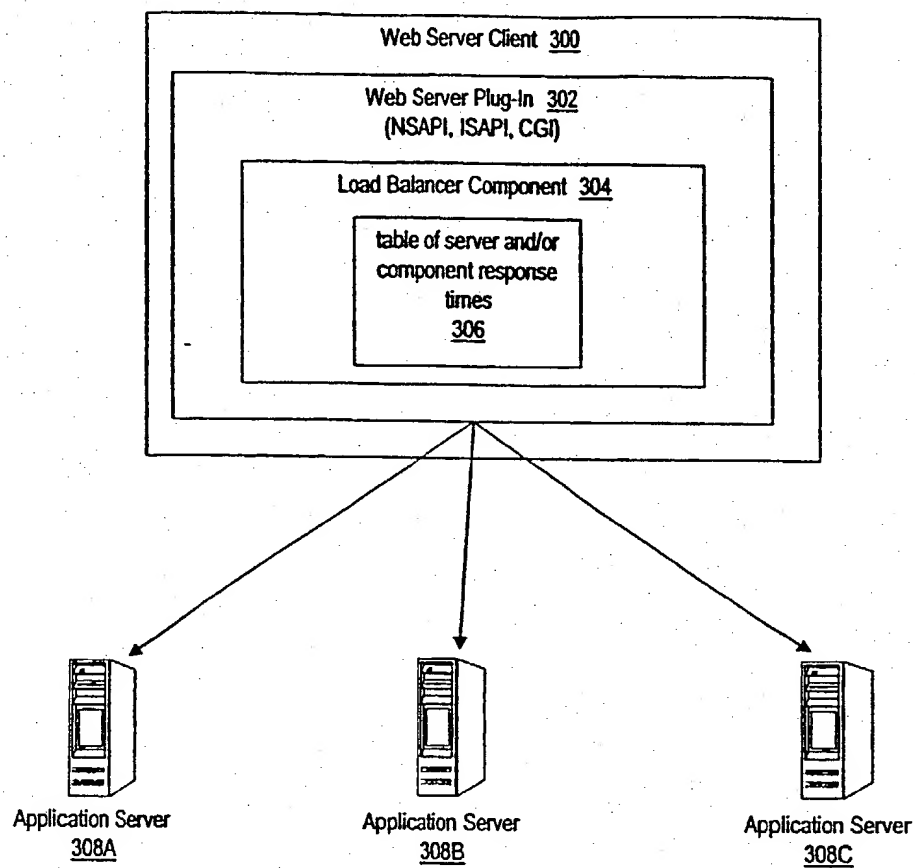 Web Server Client 300
Web Server Plug-In 302
(NSAPI, ISAPI, CGI)
Load Balancer Component 304
table of server and/or
component response
times
306
Application Server
308A
Application Server
308B
Application Server
308C